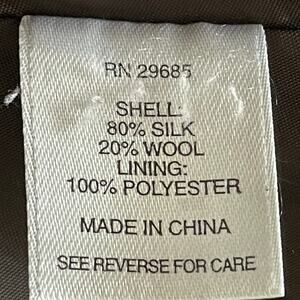 RN 29685
SHELL:
80% SILK
20% WOOL
LINING:
100% POLYESTER
MADE IN CHINA
SEE REVERSE FOR CARE